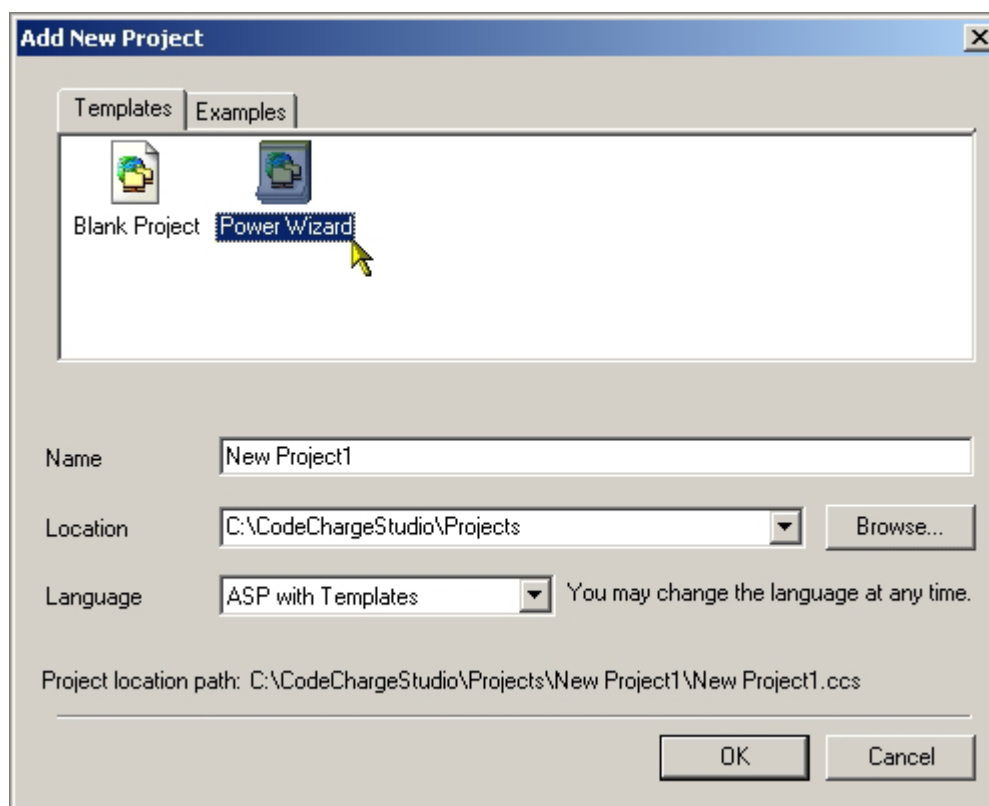 Add New Project
Templates Examples
Blank Project Power Wizard
Name New Project1
Location C:\CodeChargeStudio\Projects Browse...
Language ASP with Templates You may change the language at any time.
Project location path: C:\CodeChargeStudio\Projects\New Project1\New Project1.ccs
OK Cancel